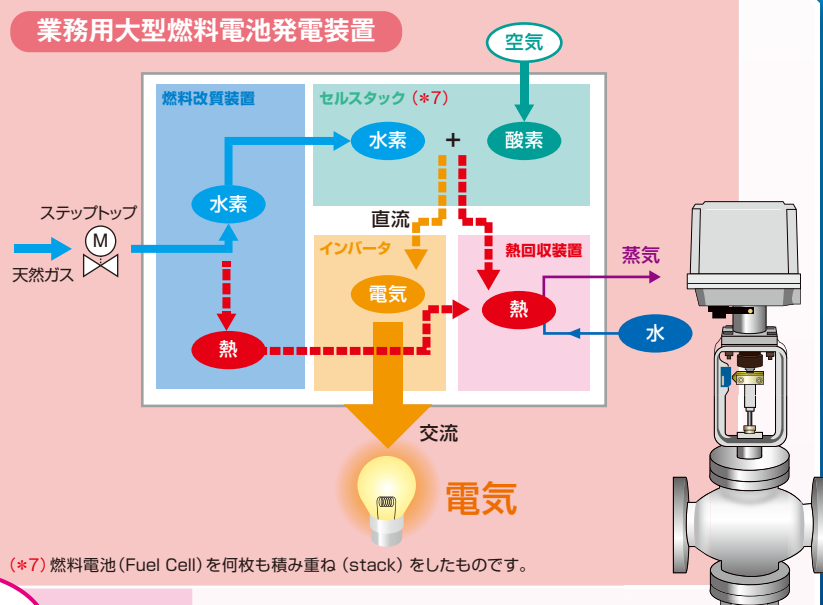 業務用大型燃料電池発電装置
空気
燃料改質装置
セルスタック（*7）
水素
+
酸素
水素
ステップトップ
M
天然ガス
直流
インバータ
熱回収装置
蒸気
電気
熱
水
熱
交流
電気
（*7）燃料電池（Fuel Cell）を何枚も積み重ね（stack）をしたものです。